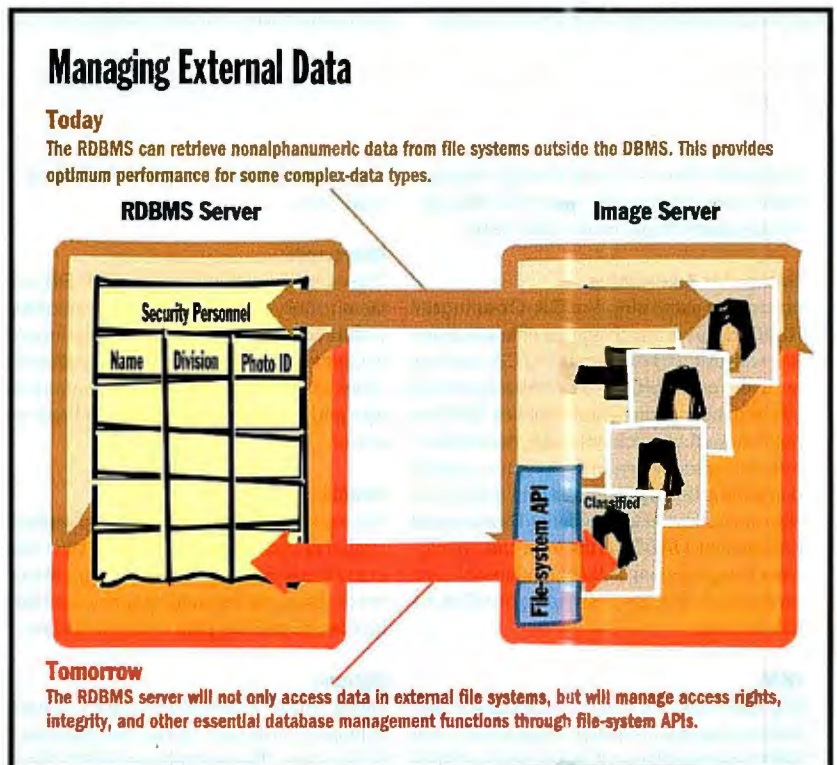 Managing External Data
Today
The RDBMS can retrieve nonalphanumeric data from file systems outside the DBMS. This provides
optimum performance for some complex-data types.
RDBMS Server
Image Server
Security Personnel
Name
Division
Photo ID
Classified
File-system API
Tomorrow
The RDBMS server will not only access data in external file systems, but will manage access rights,
integrity, and other essential database management functions through file-system APIs.